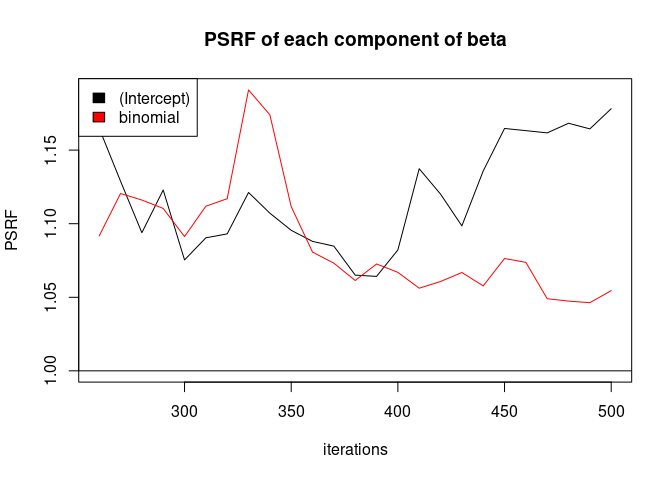 PSRF of each component of beta
(Intercept)
binomial
PSRF
1.15
1.10
1.05
1.00
300 350 400 450 500
iterations